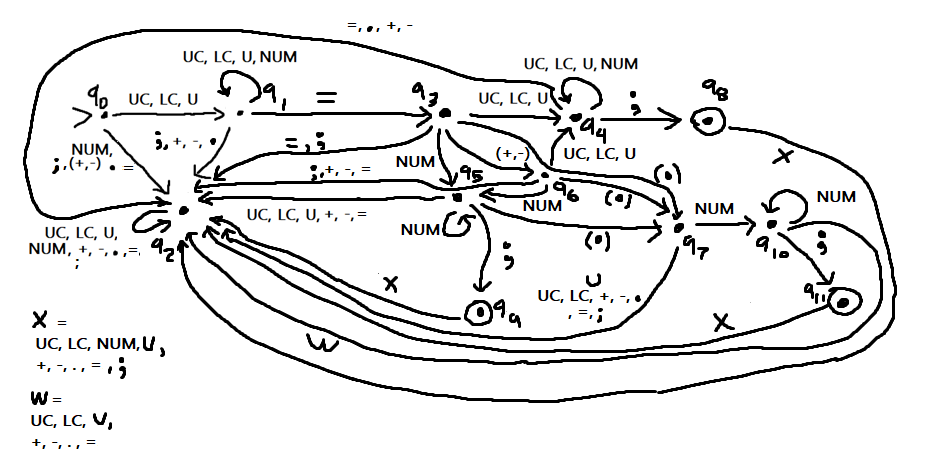 =, ., +, -
UC, LC, U, NUM
UC, LC, U, NUM
q0
UC, LC, U
q1
=
q3
UC, LC, U
q4
;
q8
NUM,
;,(+,-) . =
;, +, -, .
=, ;
(+,-)
UC, LC, U
X
;,+, -, =
NUM
q5
q6
(.)
NUM
(.)
NUM
NUM
UC, LC, U, +, -, =
NUM
(.)
q7
q10
;
UC, LC, U,
NUM, +, -, ., =,
;
q2
;
X
q9
U
UC, LC, +, -, .
, =, ;
q11
X
W
X =
UC, LC, NUM, U,
+, -, ., =, ;
W =
UC, LC, U,
+, -, ., =